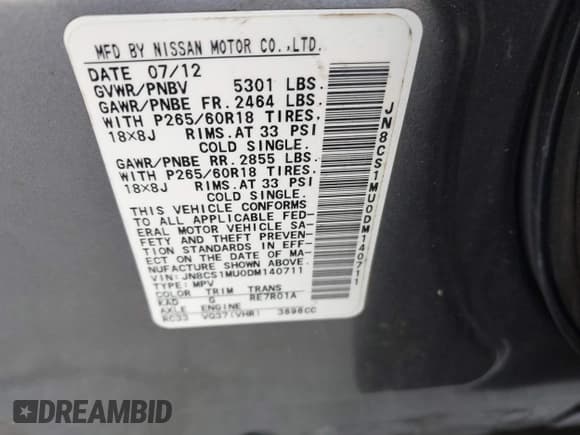 MFD BY NISSAN MOTOR CO.,LTD.
DATE 07/12
GVWR/PNBV 5301 LBS.
GAWR/PNBE FR. 2464 LBS.
WITH P265/60R18 TIRES,
18X8J RIMS, AT 33 PSI
COLD SINGLE.
GAWR/PNBE RR. 2855 LBS.
WITH P265/60R18 TIRES,
18X8J RIMS, AT 33 PSI
COLD SINGLE.
THIS VEHICLE CONFORMS
TO ALL APPLICABLE FED-
ERAL MOTOR VEHICLE SA-
FETY AND THEFT PREVEN-
TION STANDARDS IN EFF-
ECT ON THE DATE OF MA-
NUFACTURE SHOWN ABOVE.
VIN:JN8CS1MU0DM140711
TYPE:MPV
COLOR TRIM TRANS
KAD G RE7R01A
RC33 VQ37(VHR) 3696CC
JN8CS1MU0DM140711
DREAMBID